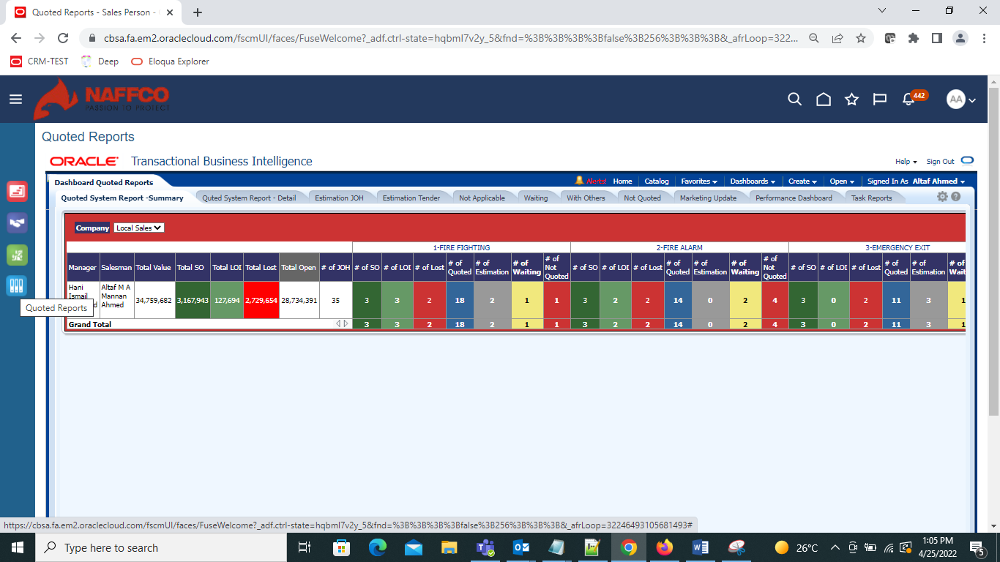 Quoted Reports - Sales Person -
cbsa.fa.em2.oraclecloud.com/fscmUI/faces/FuseWelcome?_adf.ctrl-state=hqbml7v2y_5&fnd=%3B%3B%3B%3Bfalse%3B256%3B%3B%3B&_afrLoop=322...
CRM-TEST Deep Eloqua Explorer
NAFFCO
PASSION TO PROTECT
442
AA
Quoted Reports
ORACLE Transactional Business Intelligence
Help Sign Out
Dashboard Quoted Reports
Alerts! Home Catalog Favorites Dashboards Create Open Signed In As Altaf Ahmed
Quoted System Report -Summary Quted System Report - Detail Estimation JOH Estimation Tender Not Applicable Waiting With Others Not Quoted Marketing Update Performance Dashboard Task Reports
Company Local Sales
1-FIRE FIGHTING 2-FIRE ALARM 3-EMERGENCY EXIT
Manager Salesman Total Value Total SO Total LOI Total Lost Total Open # of JOH # of SO # of LOI # of Lost # of Quoted # of Estimation # of Waiting # of Not Quoted # of SO # of LOI # of Lost # of Quoted # of Estimation # of Waiting # of Not Quoted # of SO # of LOI # of Lost # of Quoted # of Estimation # of
Hani Ismail Altaf M A Mannan Ahmed 34,759,682 3,167,943 127,694 2,729,654 28,734,391 35 3 3 2 18 2 1 1 3 2 2 14 0 2 4 3 0 2 11 3 1
Quoted Reports
Grand Total 3 3 2 18 2 1 1 3 2 2 14 0 2 4 3 0 2 11 3 1
https://cbsa.fa.em2.oraclecloud.com/fscmUI/faces/FuseWelcome?_adf.ctrl-state=hqbml7v2y_5&fnd=%3B%3B%3B%3Bfalse%3B256%3B%3B%3B&_afrLoop=32246493105681493#
Type here to search
26°C
1:05 PM
4/25/2022
5